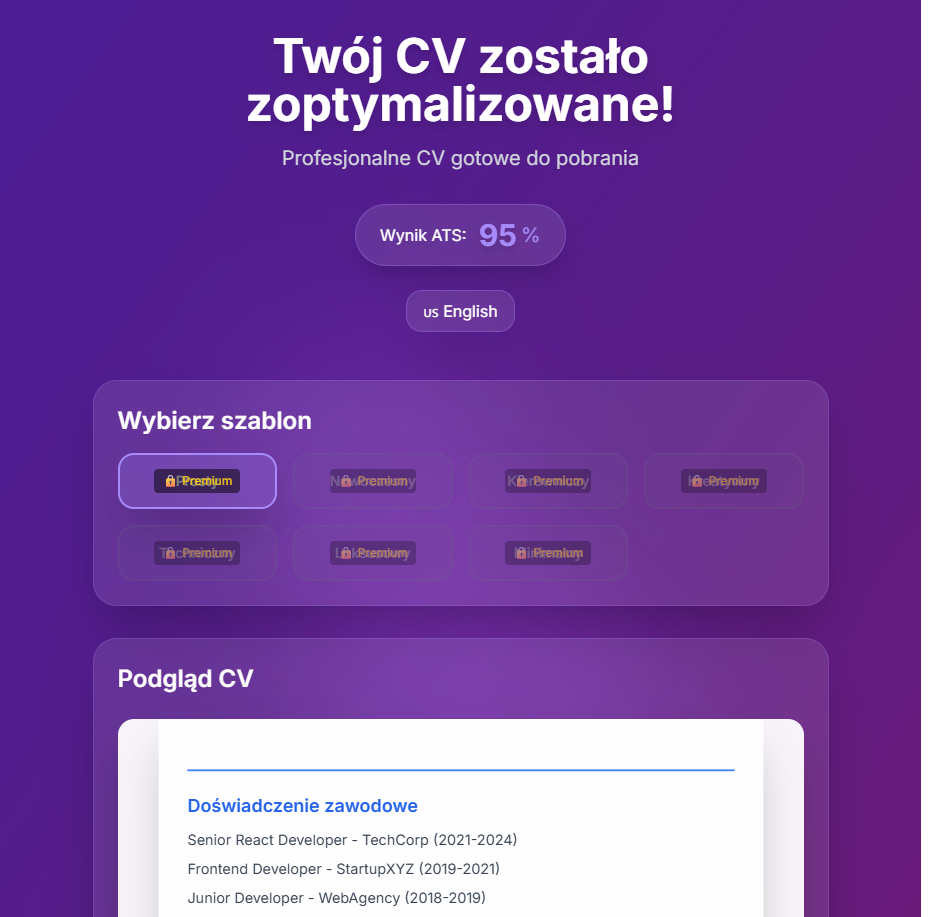 Twój CV zostało
zoptymalizowane!
Profesjonalne CV gotowe do pobrania
Wynik ATS: 95 %
US English
Wybierz szablon
Premium
Premium
Premium
Premium
Premium
Premium
Premium
Podgląd CV
Doświadczenie zawodowe
Senior React Developer - TechCorp (2021-2024)
Frontend Developer - StartupXYZ (2019-2021)
Junior Developer - WebAgency (2018-2019)